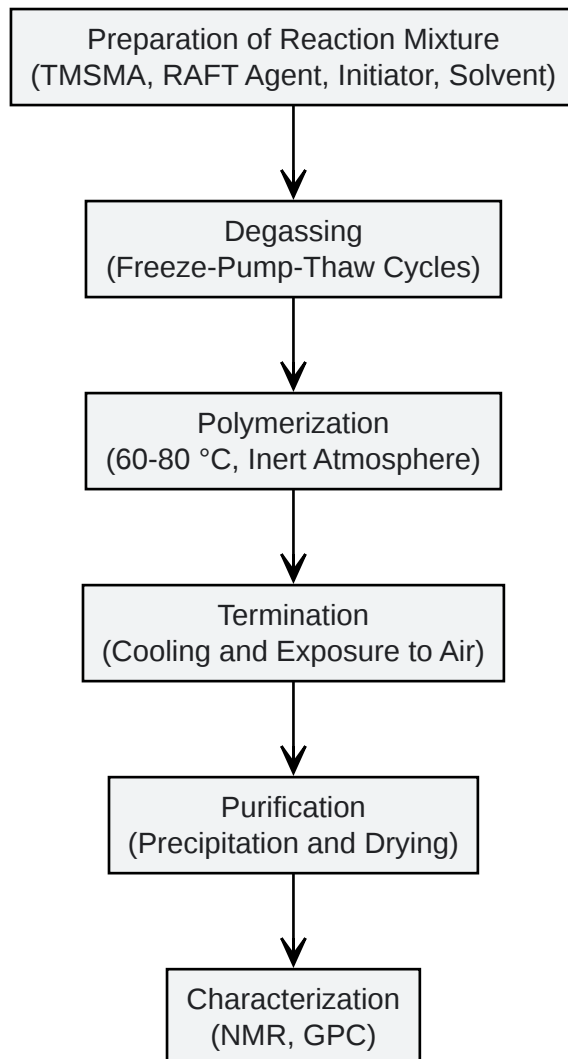 Preparation of Reaction Mixture
(TMSMA, RAFT Agent, Initiator, Solvent)
Degassing
(Freeze-Pump-Thaw Cycles)
Polymerization
(60-80 °C, Inert Atmosphere)
Termination
(Cooling and Exposure to Air)
Purification
(Precipitation and Drying)
Characterization
(NMR, GPC)